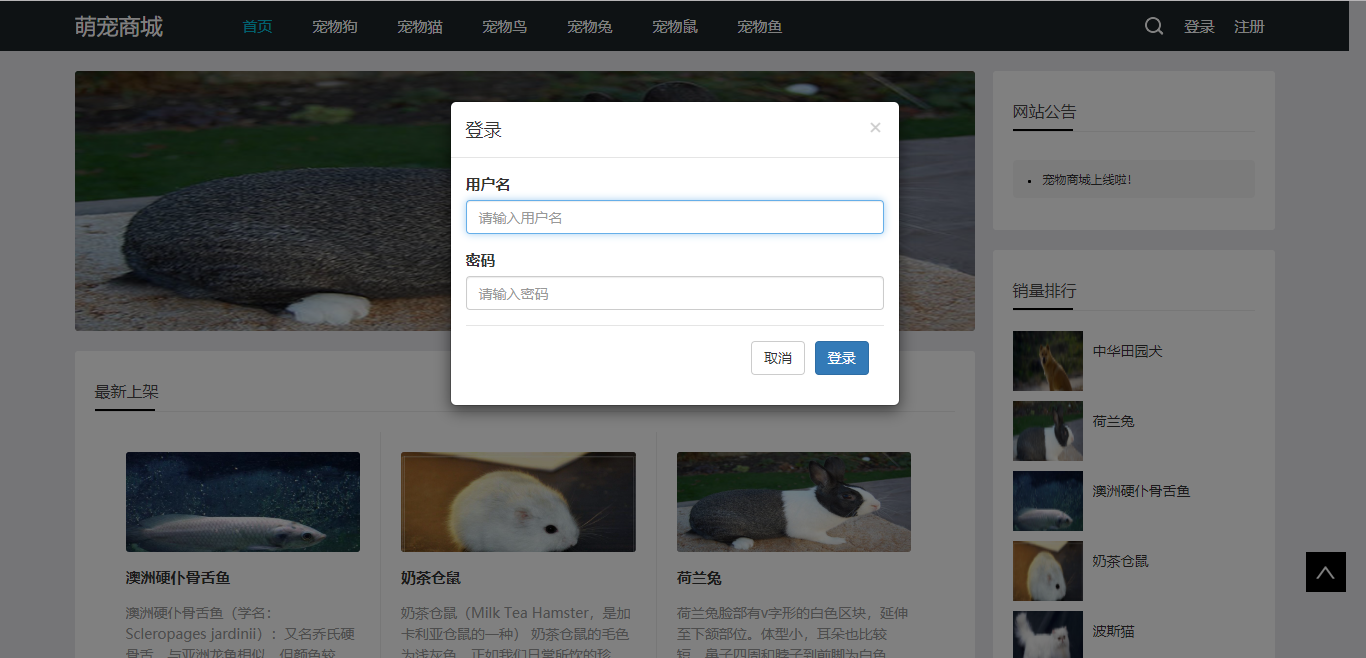 萌宠商城 首页 宠物狗 宠物猫 宠物鸟 宠物兔 宠物鼠 宠物鱼 登录 注册
登录 ×
用户名
请输入用户名
密码
请输入密码
取消 登录
网站公告
宠物商城上线啦!
销量排行
中华田园犬
荷兰兔
澳洲硬仆骨舌鱼
奶茶仓鼠
波斯猫
最新上架
澳洲硬仆骨舌鱼
澳洲硬仆骨舌鱼（学名：
Scleropages jardinii）：又名乔氏硬
骨舌，与亚洲龙鱼相似，但颜色较
奶茶仓鼠
奶茶仓鼠（Milk Tea Hamster，是加
卡利亚仓鼠的一种） 奶茶仓鼠的毛色
为浅灰色，正如我们日常所饮的珍
荷兰兔
荷兰兔脸部有v字形的白色区块，延伸
至下颔部位。体型小，耳朵也比较
短，鼻子四周和脖子到前脚为白色